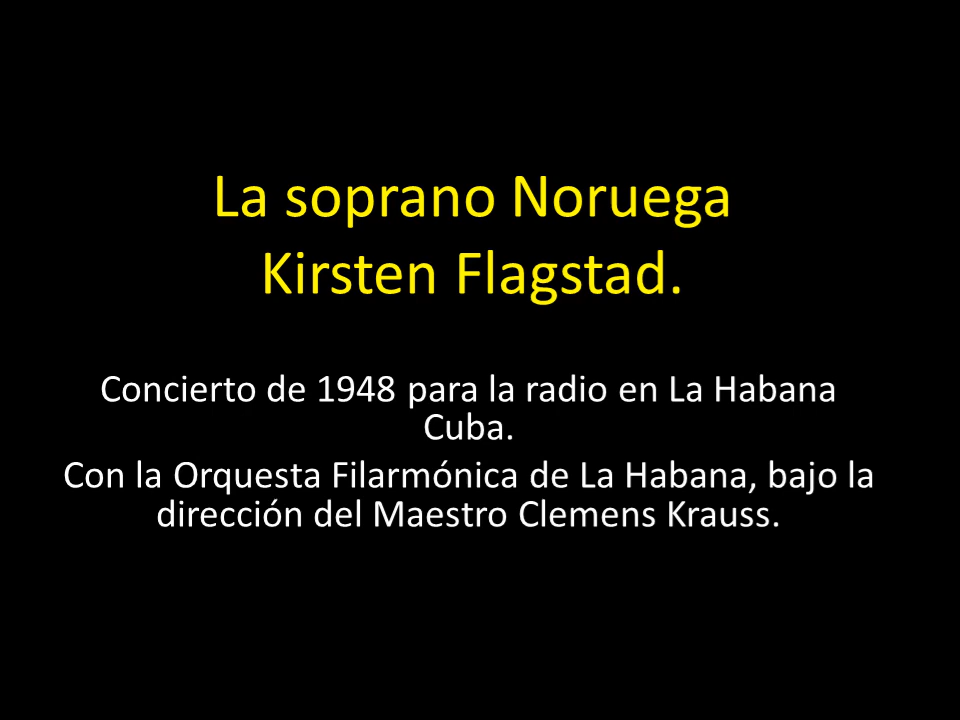 La soprano Noruega
Kirsten Flagstad.
Concierto de 1948 para la radio en La Habana
Cuba.
Con la Orquesta Filarmónica de La Habana, bajo la
dirección del Maestro Clemens Krauss.